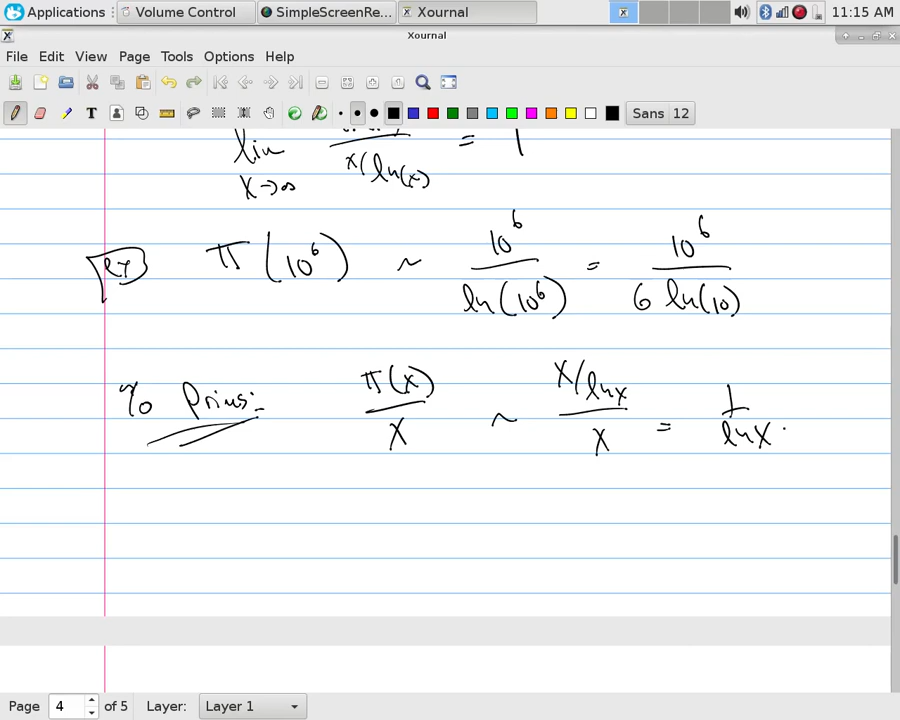 Applications Volume Control SimpleScreenRe... Xournal 11:15 AM
Xournal
File Edit View Page Tools Options Help
Sans 12
lim x→∞ / x/ln(x) = 1
ex π(10⁶) ~ 10⁶/ln(10⁶) = 10⁶/6 ln(10)
% Primes: π(x)/x ~ x/ln x/x = 1/ln x.
Page 4 of 5 Layer: Layer 1